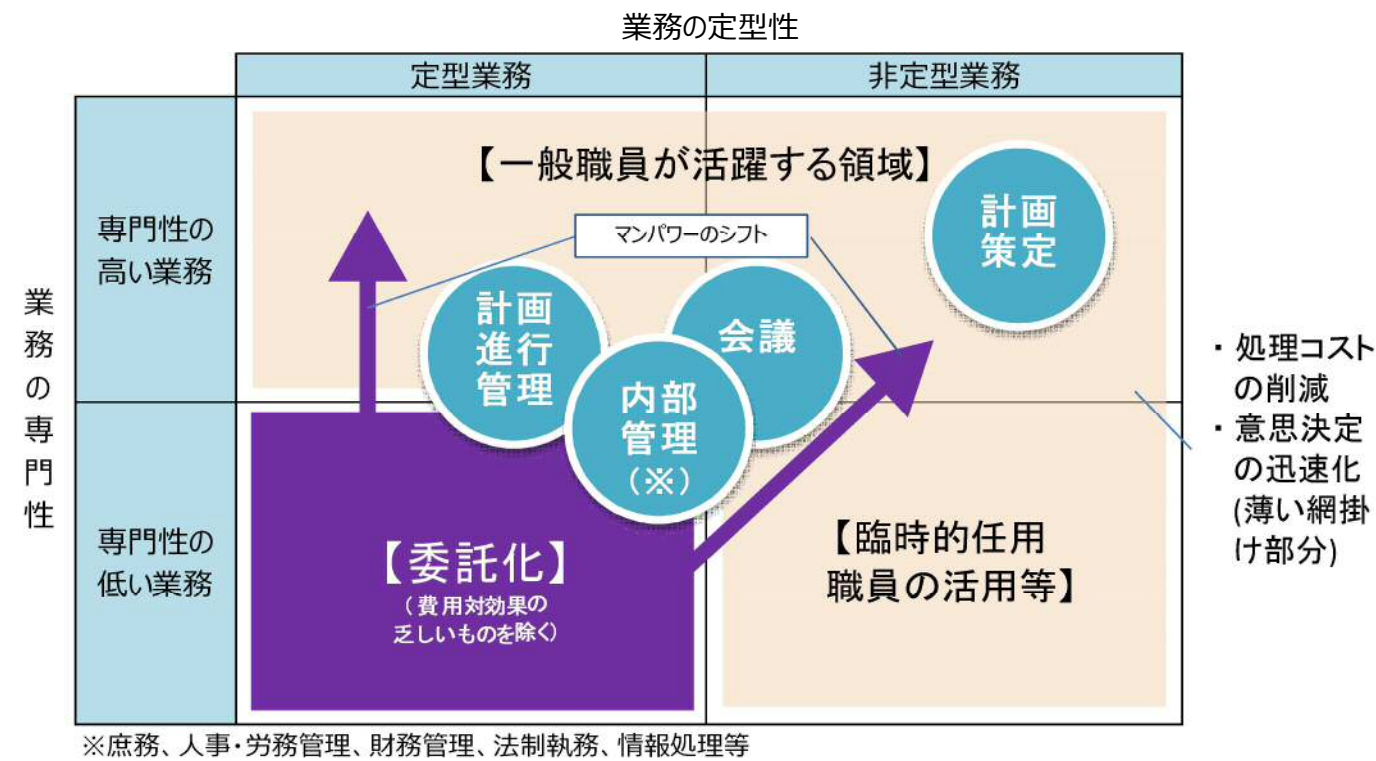 業務の定型性
定型業務
非定型業務
【一般職員が活躍する領域】
計画
策定
専門性の
高い業務
マンパワーのシフト
計画
進行
管理
会議
内部
管理
(※)
業務の専門性
・処理コスト
の削減
・意思決定
の迅速化
(薄い網掛
け部分)
専門性の
低い業務
【委託化】
(費用対効果の
乏しいものを除く)
【臨時的任用
職員の活用等】
※庶務、人事・労務管理、財務管理、法制執務、情報処理等